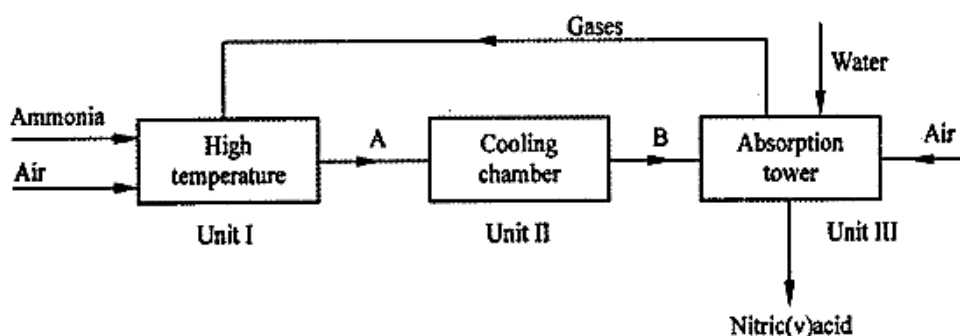 Gases
Water
Ammonia
Air
High
temperature
A
Cooling
chamber
B
Absorption
tower
Air
Unit I
Unit II
Unit III
Nitric(v)acid